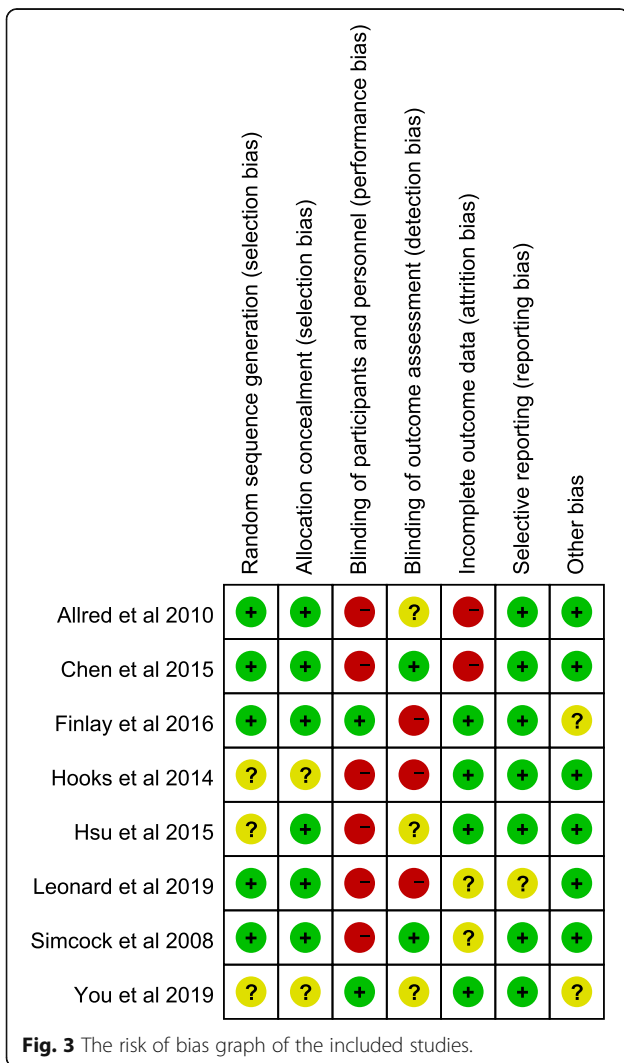 Random sequence generation (selection bias)
Allocation concealment (selection bias)
Blinding of participants and personnel (performance bias)
Blinding of outcome assessment (detection bias)
Incomplete outcome data (attrition bias)
Selective reporting (reporting bias)
Other bias
Allred et al 2010 + + − ? − + +
Chen et al 2015 + + − + − + +
Finlay et al 2016 + + + − + + ?
Hooks et al 2014 ? ? − − + + +
Hsu et al 2015 ? + − ? + + +
Leonard et al 2019 + + − − ? ? +
Simcock et al 2008 + + − + ? + +
You et al 2019 ? ? + ? + + ?
Fig. 3 The risk of bias graph of the included studies.